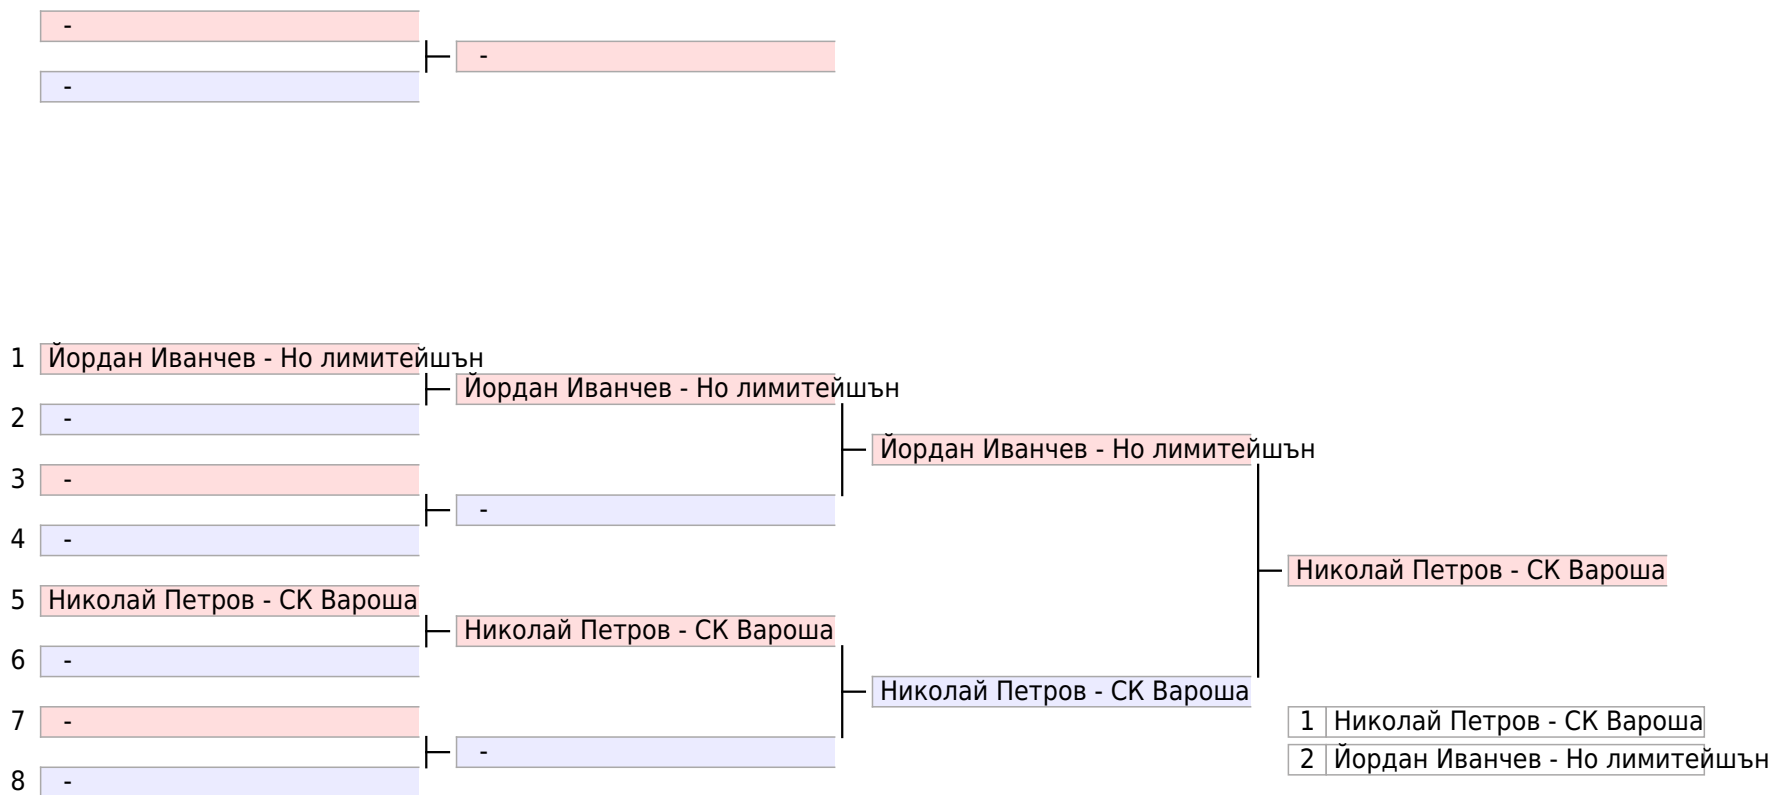 -
-
-
1 Йордан Иванчев - Но лимитейшън
Йордан Иванчев - Но лимитейшън
2 -
Йордан Иванчев - Но лимитейшън
3 -
-
4 -
Николай Петров - СК Вароша
5 Николай Петров - СК Вароша
Николай Петров - СК Вароша
6 -
Николай Петров - СК Вароша
7 -
1 Николай Петров - СК Вароша
-
2 Йордан Иванчев - Но лимитейшън
8 -